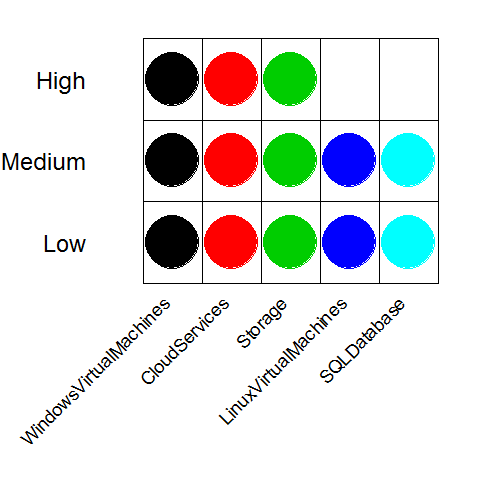 High
Medium
Low
WindowsVirtualMachines
CloudServices
Storage
LinuxVirtualMachines
SQLDatabase